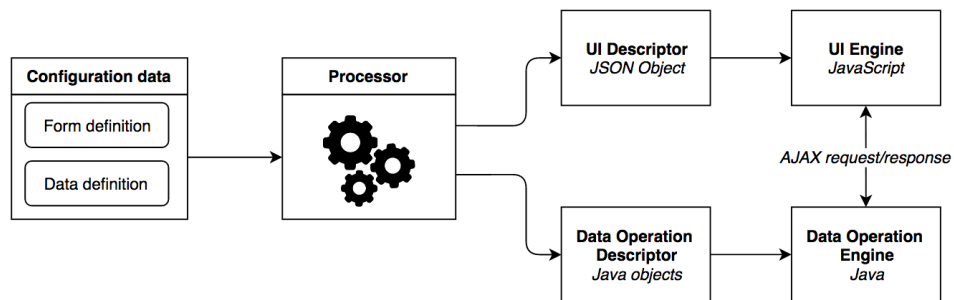 Configuration data
Form definition
Data definition
Processor
UI Descriptor
JSON Object
UI Engine
JavaScript
AJAX request/response
Data Operation
Descriptor
Java objects
Data Operation
Engine
Java